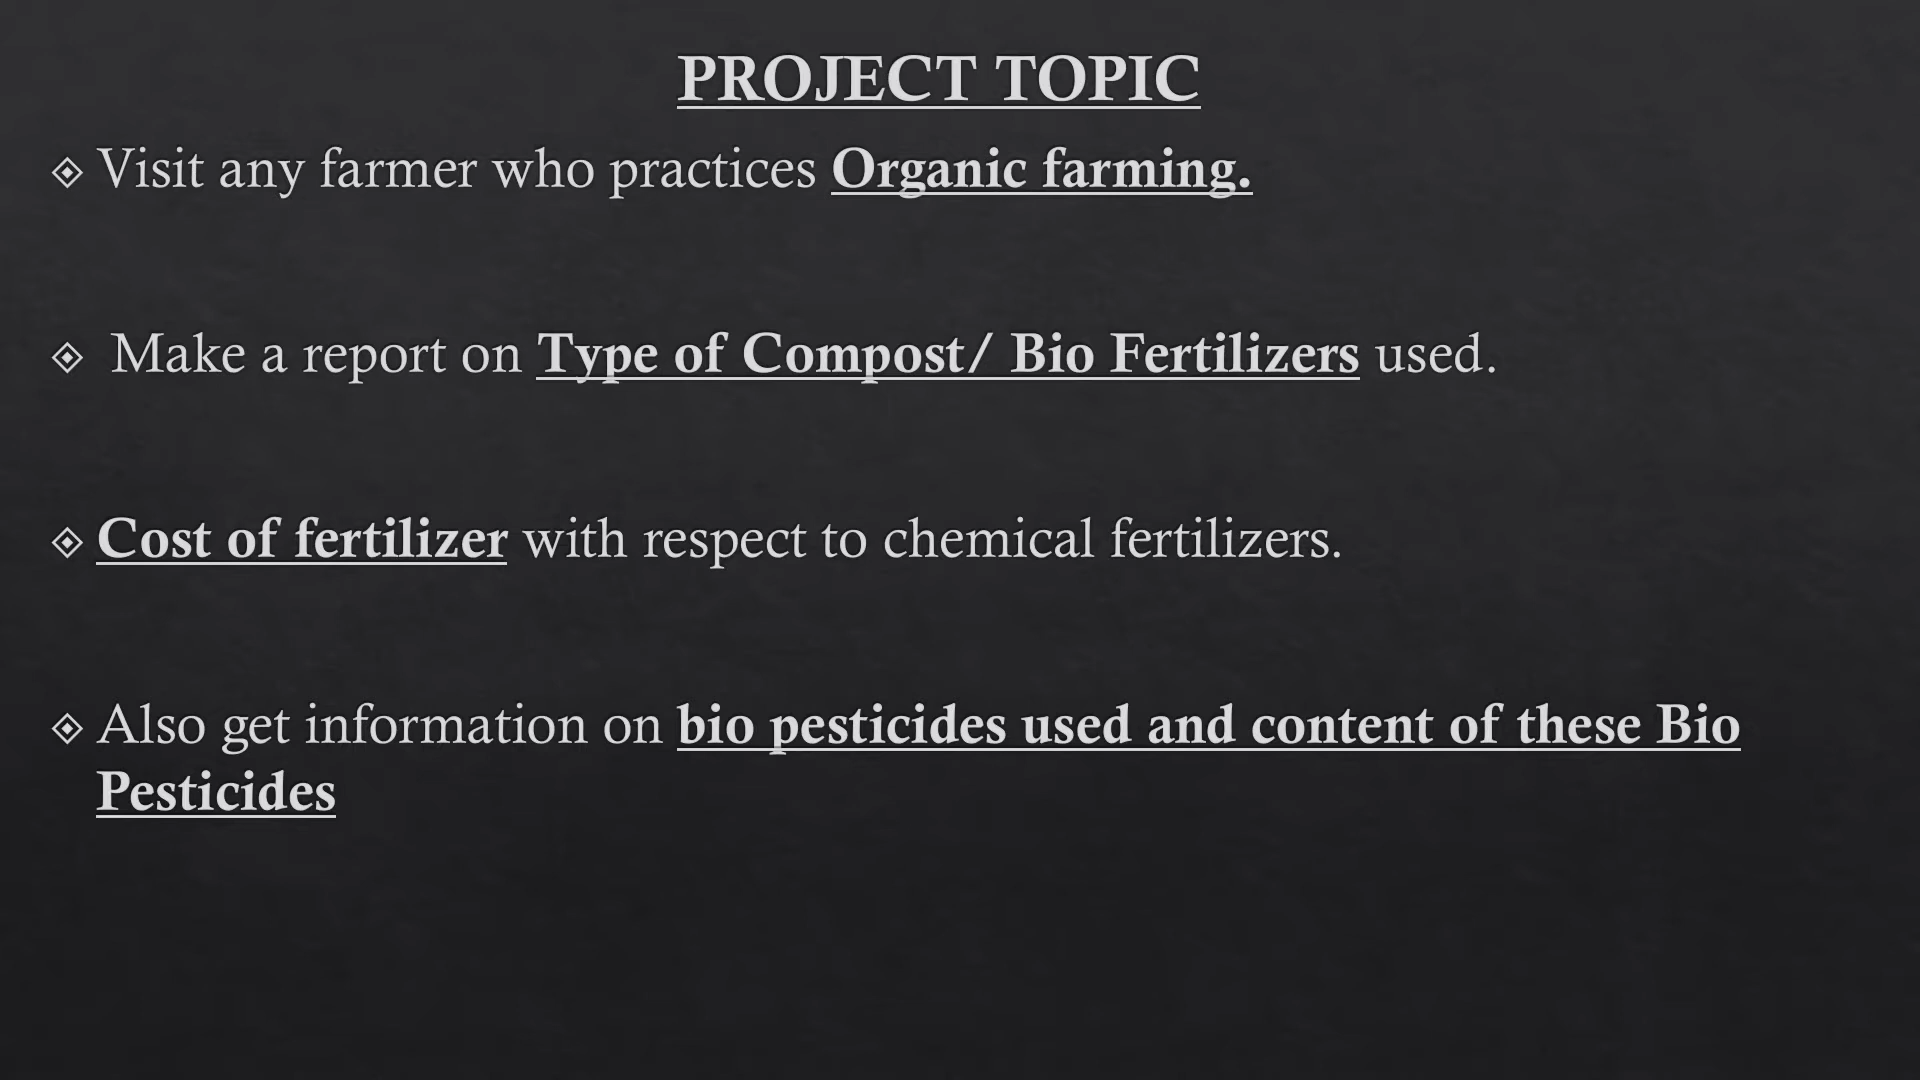 PROJECT TOPIC
Visit any farmer who practices Organic farming.
Make a report on Type of Compost/ Bio Fertilizers used.
Cost of fertilizer with respect to chemical fertilizers.
Also get information on bio pesticides used and content of these Bio
Pesticides